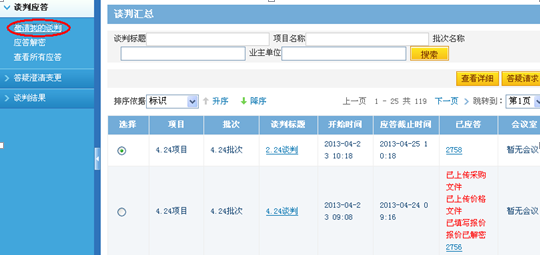 谈判应答
邀请我的谈判
应答解密
查看所有应答
答疑澄清变更
谈判结果
谈判汇总
谈判标题 项目名称 批次名称
业主单位 搜索
查看详细 答疑请求
排序依据 标识 升序 降序 上一页 1 - 25 共 119 下一页 跳转到: 第1页
选择 项目 批次 谈判标题 开始时间 应答截止时间 已应答 会议室
4.24项目 4.24批次 2.24谈判 2013-04-2 2013-04-25 1 2758 暂无会议
3 10:18 0:18
已上传采购
文件
已上传价格
文件
4.24项目 4.24批次 4.24谈判 2013-04-2 2013-04-24 0 暂无会议
3 09:08 9:16
已填写报价
报价已解密
2756